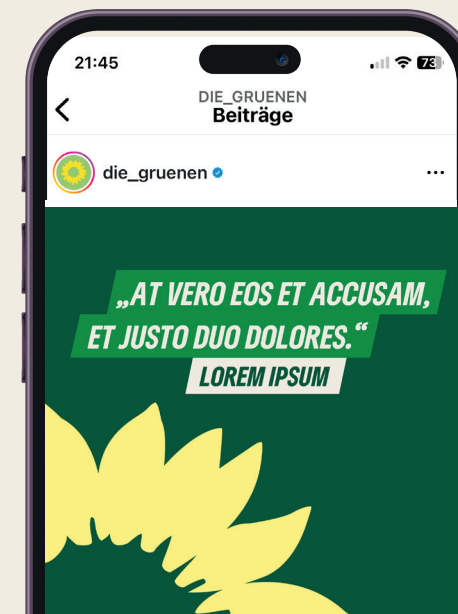 21:45
73
DIE_GRUENEN
Beiträge
die_gruenen
„AT VERO EOS ET ACCUSAM,
ET JUSTO DUO DOLORES.“
LOREM IPSUM